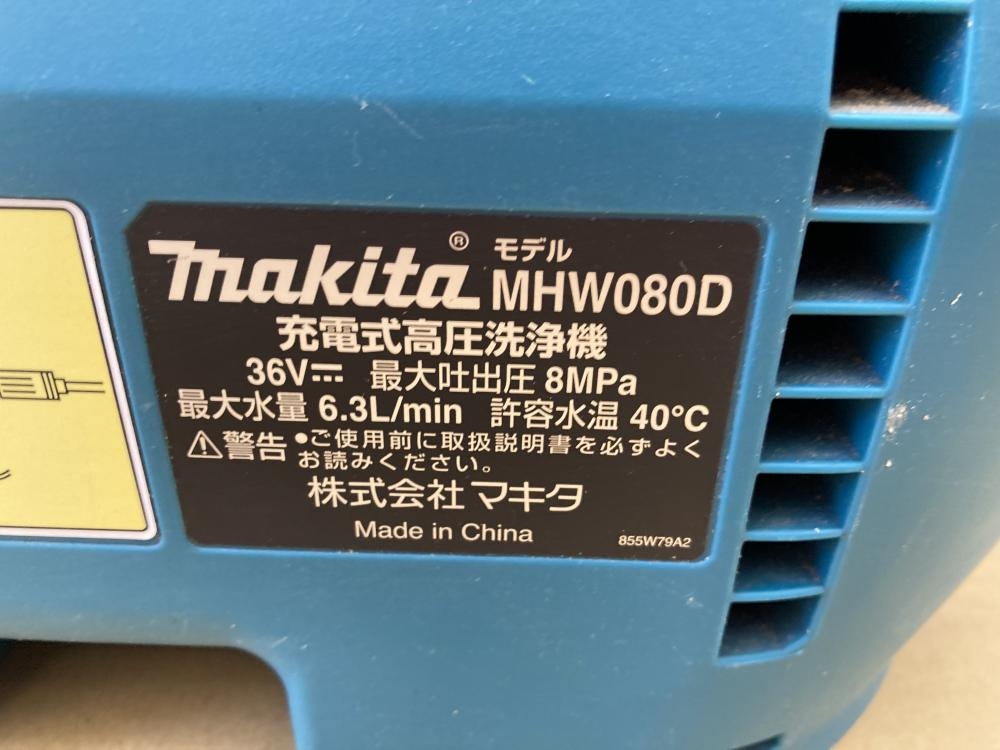 makita® モデル
MHW080D
充電式高圧洗浄機
36V⎓ 最大吐出圧 8MPa
最大水量 6.3L/min 許容水温 40°C
⚠警告 •ご使用前に取扱説明書を必ずよく
お読みください。
株式会社 マキタ
Made in China
855W79A2